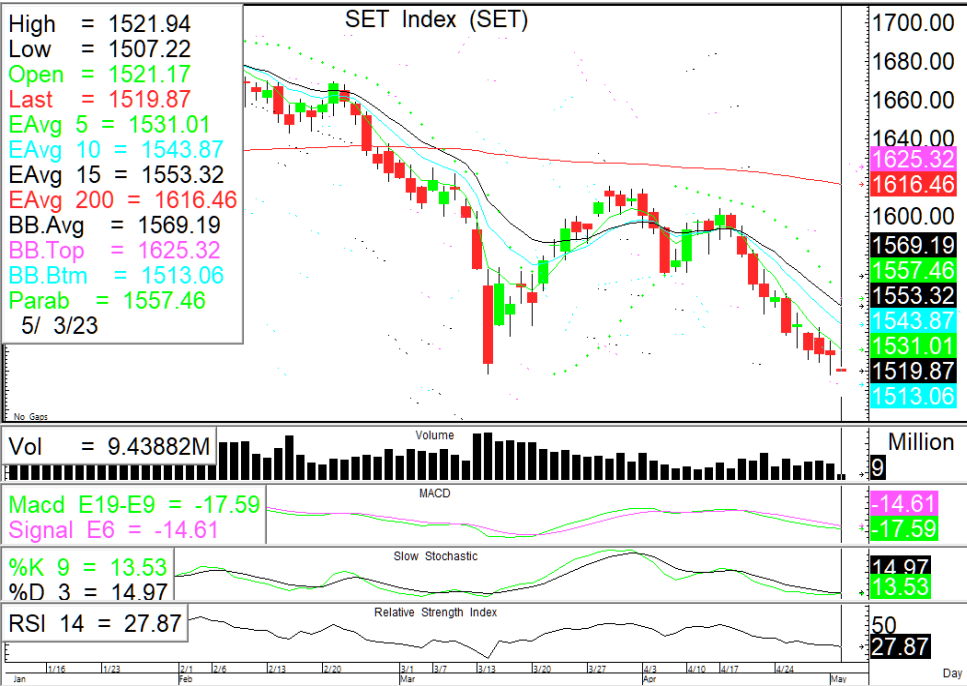 SET Index (SET)
High = 1521.94
Low = 1507.22
Open = 1521.17
Last = 1519.87
EAvg 5 = 1531.01
EAvg 10 = 1543.87
EAvg 15 = 1553.32
EAvg 200 = 1616.46
BB.Avg = 1569.19
BB.Top = 1625.32
BB.Btm = 1513.06
Parab = 1557.46
5/ 3/23
1700.00
1680.00
1660.00
1640.00
1625.32
1616.46
1600.00
1569.19
1557.46
1553.32
1543.87
1531.01
1519.87
1513.06
No Gaps
Volume
Vol = 9.43882M
Million
9
MACD
Macd E19-E9 = -17.59
Signal E6 = -14.61
-14.61
-17.59
Slow Stochastic
%K 9 = 13.53
%D 3 = 14.97
14.97
13.53
Relative Strength Index
RSI 14 = 27.87
50
27.87
1/16 1/23 2/1 2/6 2/13 2/20 3/1 3/7 3/13 3/20 3/27 4/3 4/10 4/17 4/24
Jan Feb Mar Apr May Day